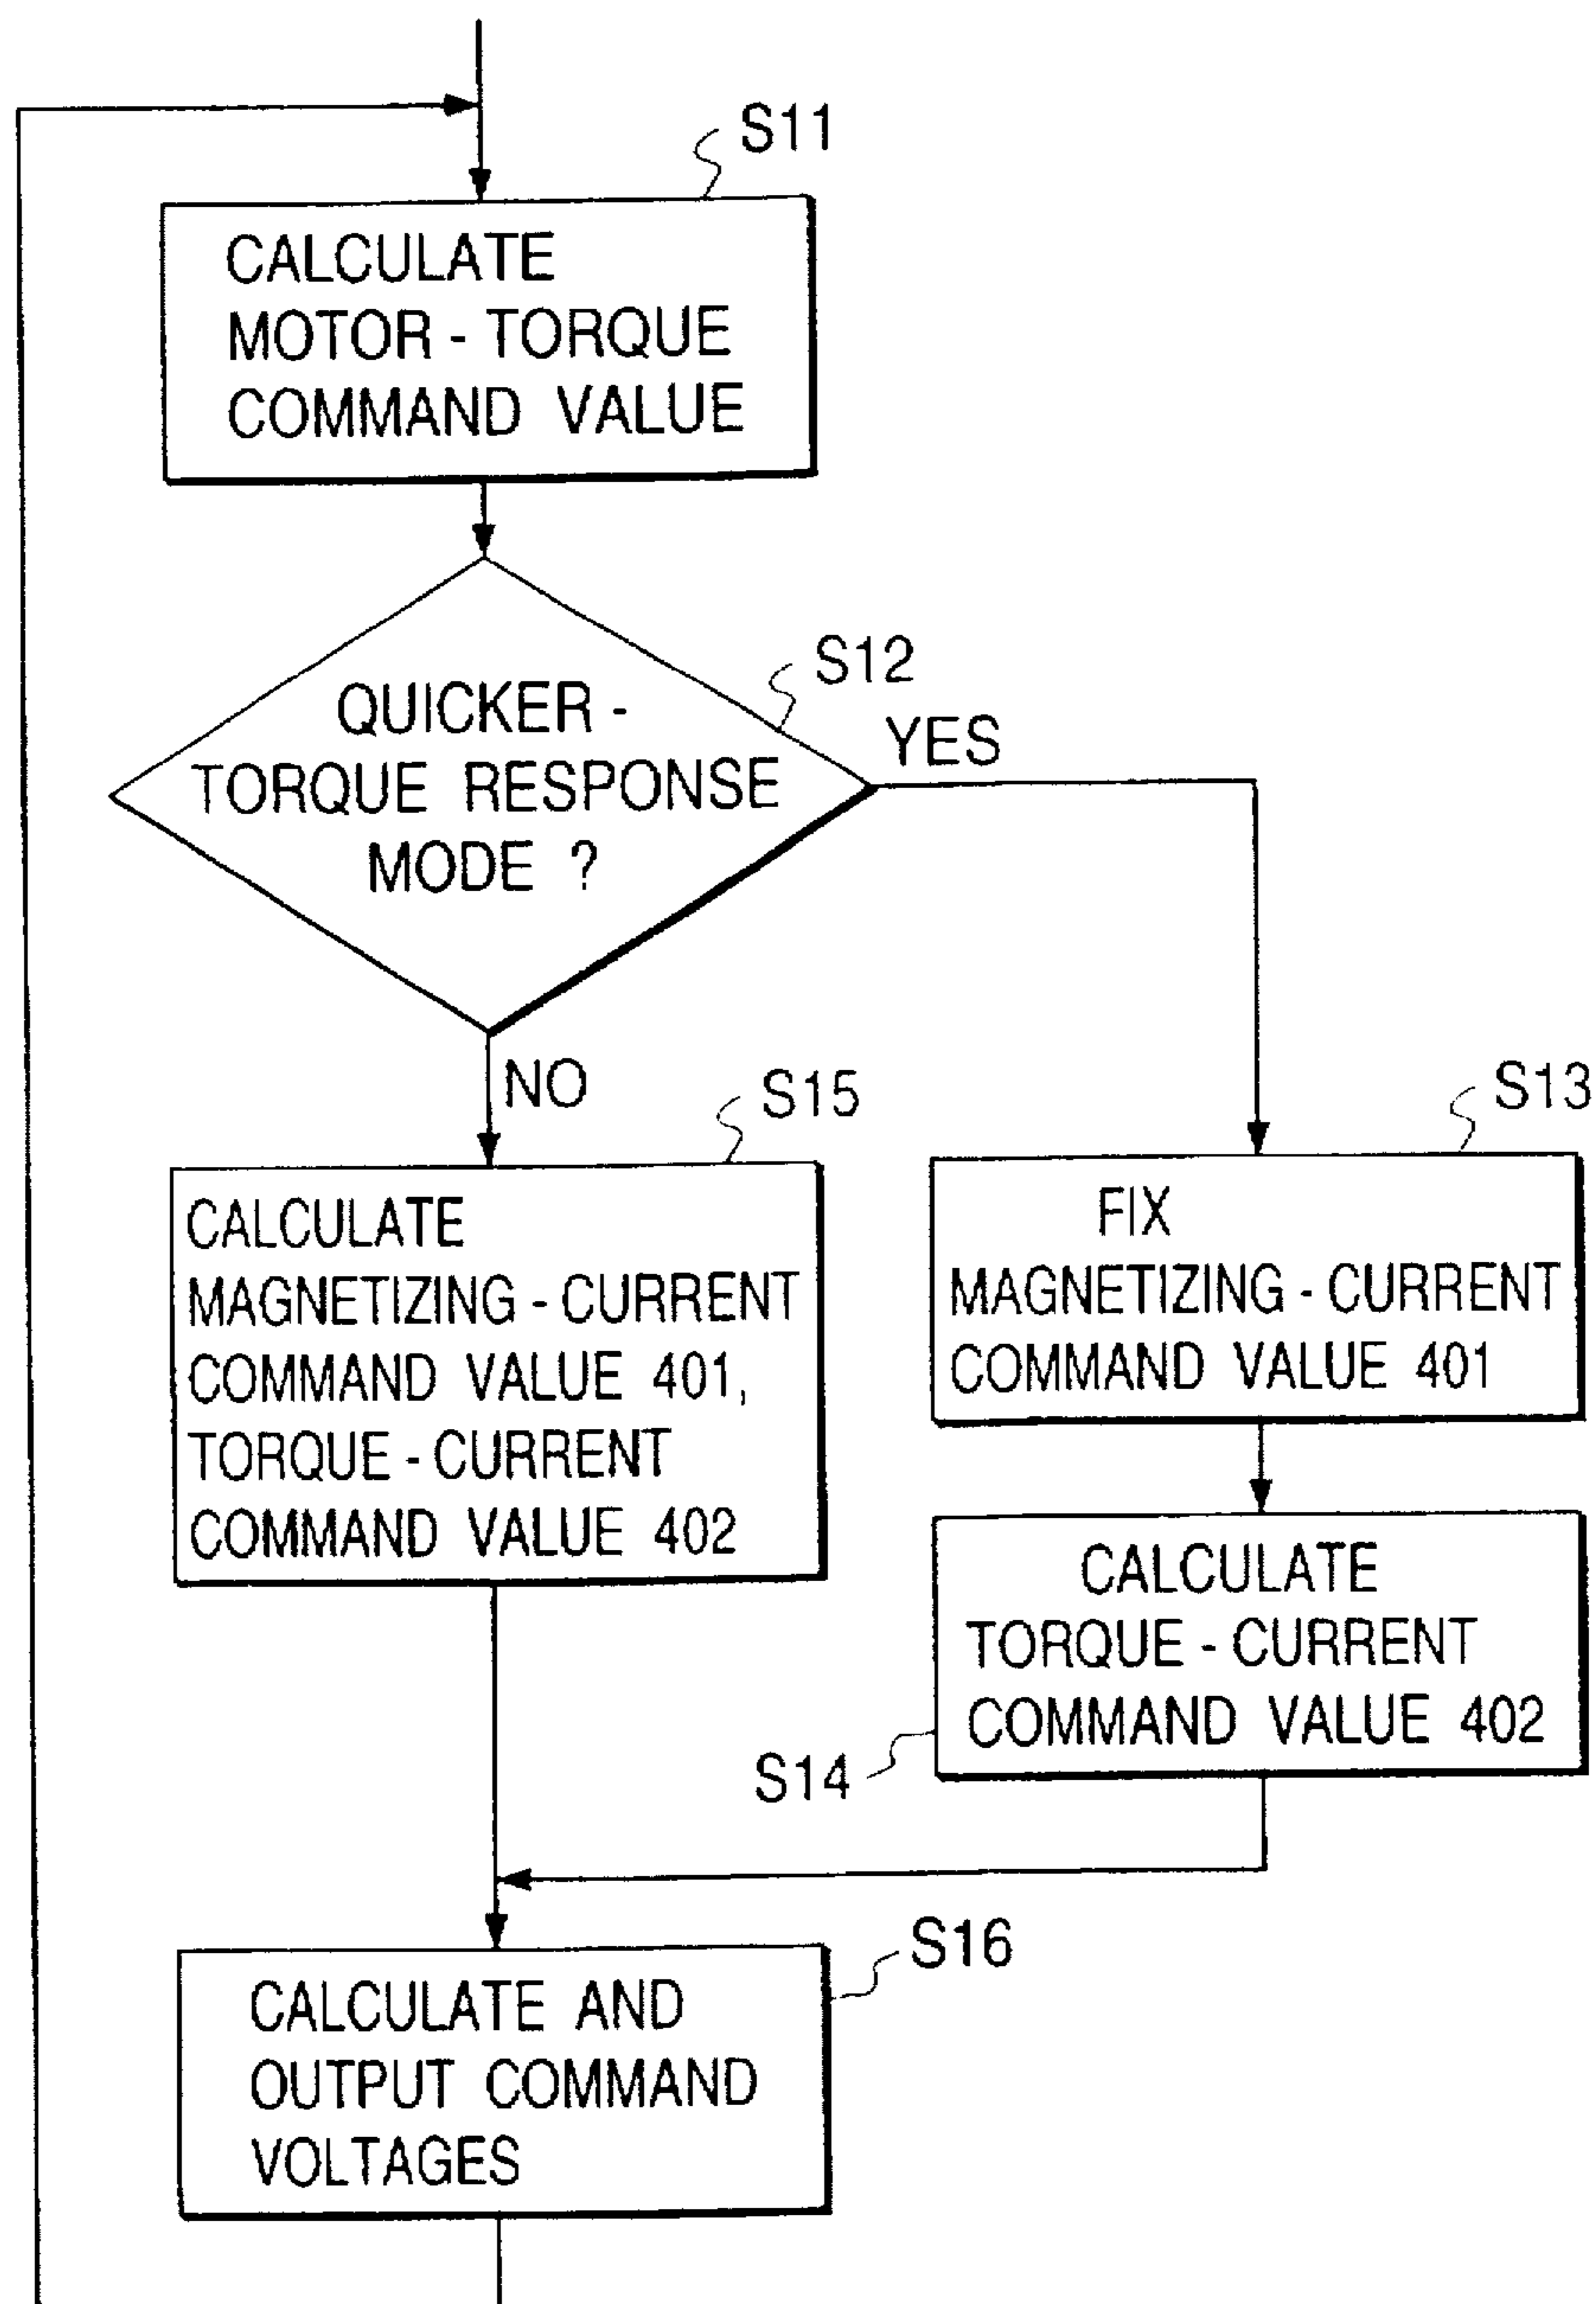 S11
CALCULATE
MOTOR - TORQUE
COMMAND VALUE
S12
QUICKER -
TORQUE RESPONSE
MODE ?
YES
NO
S15
CALCULATE
MAGNETIZING - CURRENT
COMMAND VALUE 401,
TORQUE - CURRENT
COMMAND VALUE 402
S13
FIX
MAGNETIZING - CURRENT
COMMAND VALUE 401
CALCULATE
TORQUE - CURRENT
COMMAND VALUE 402
S14
S16
CALCULATE AND
OUTPUT COMMAND
VOLTAGES